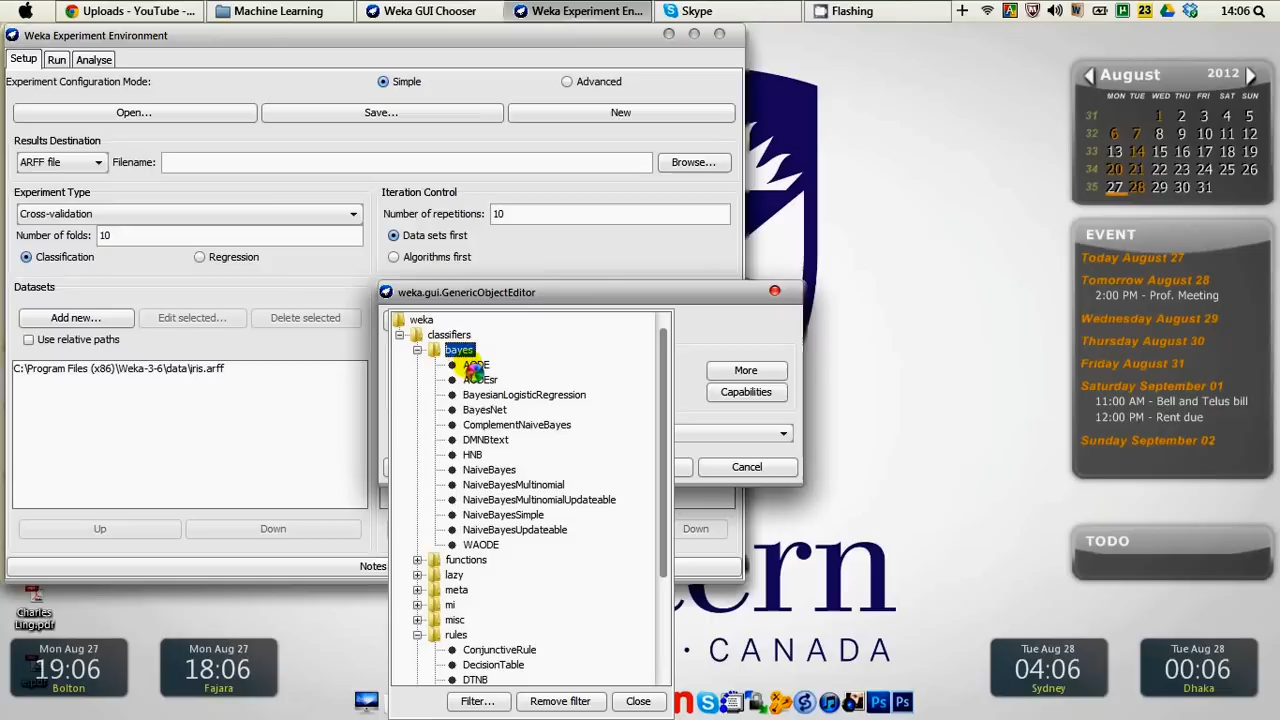 Uploads - YouTube -...
Machine Learning
Weka GUI Chooser
Weka Experiment En...
Skype
Flashing
23
14:06
Weka Experiment Environment
Setup
Run
Analyse
Experiment Configuration Mode:
Simple
Advanced
Open...
Save...
New
Results Destination
ARFF file
Filename:
Browse...
Experiment Type
Cross-validation
Number of folds:
10
Classification
Regression
Iteration Control
Number of repetitions:
10
Data sets first
Algorithms first
Datasets
Add new...
Edit selected...
Delete selected
Use relative paths
C:\Program Files (x86)\Weka-3-6\data\iris.arff
Up
Down
Down
Notes
weka.gui.GenericObjectEditor
weka
classifiers
bayes
AODEsr
BayesianLogisticRegression
BayesNet
ComplementNaiveBayes
DMNBtext
HNB
NaiveBayes
NaiveBayesMultinomial
NaiveBayesMultinomialUpdateable
NaiveBayesSimple
NaiveBayesUpdateable
WAODE
functions
lazy
meta
mi
misc
rules
ConjunctiveRule
DecisionTable
DTNB
Filter...
Remove filter
Close
More
Capabilities
Cancel
August 2012
MON TUE WED THU FRI SAT SUN
31 1 2 3 4 5
32 6 7 8 9 10 11 12
33 13 14 15 16 17 18 19
34 20 21 22 23 24 25 26
35 27 28 29 30 31
EVENT
Today August 27
Tomorrow August 28
2:00 PM - Prof. Meeting
Wednesday August 29
Thursday August 30
Friday August 31
Saturday September 01
11:00 AM - Bell and Telus bill
12:00 PM - Rent due
Sunday September 02
TODO
CANADA
Charles
Ling.pdf
Mon Aug 27
19:06
Bolton
Mon Aug 27
18:06
Fajara
Tue Aug 28
04:06
Sydney
Tue Aug 28
00:06
Dhaka
Ps
Ps